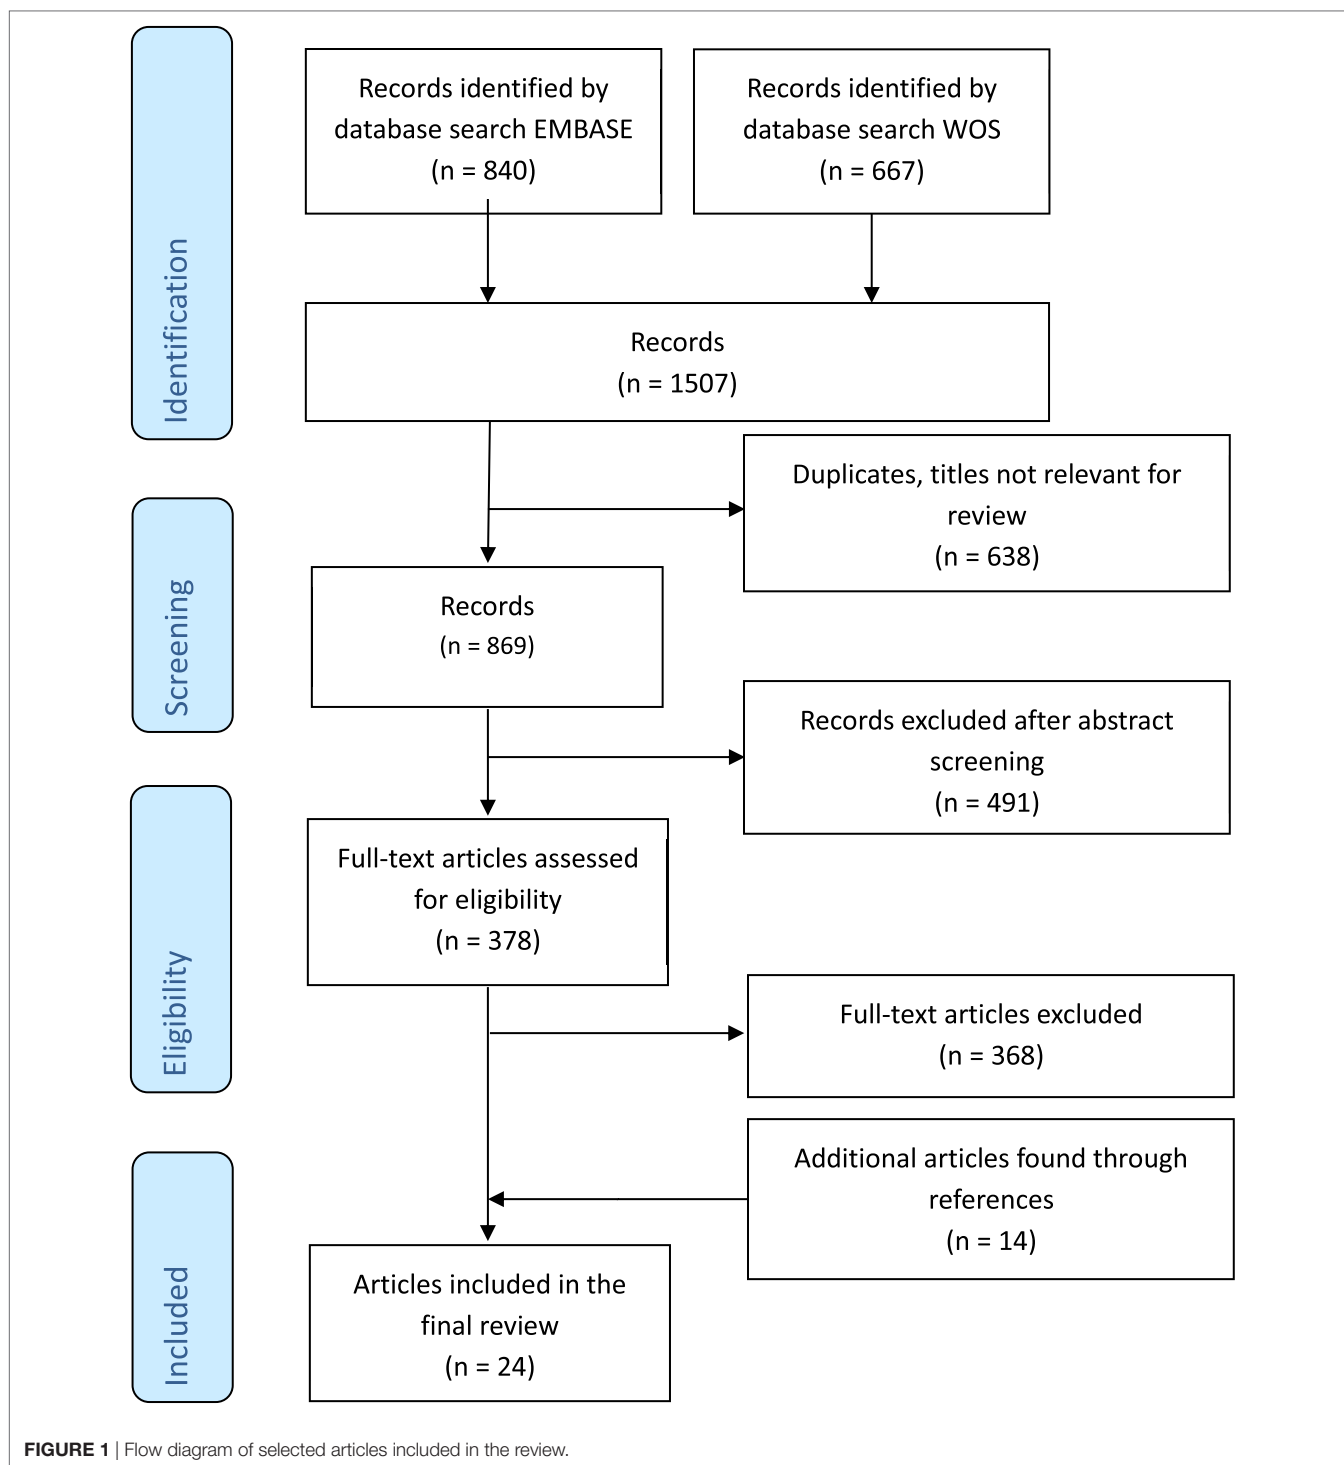 Identification
Records identified by
database search EMBASE
(n = 840)
Records identified by
database search WOS
(n = 667)
Records
(n = 1507)
Duplicates, titles not relevant for
review
(n = 638)
Screening
Records
(n = 869)
Records excluded after abstract
screening
(n = 491)
Eligibility
Full-text articles assessed
for eligibility
(n = 378)
Full-text articles excluded
(n = 368)
Additional articles found through
references
(n = 14)
Included
Articles included in the
final review
(n = 24)
FIGURE 1 | Flow diagram of selected articles included in the review.